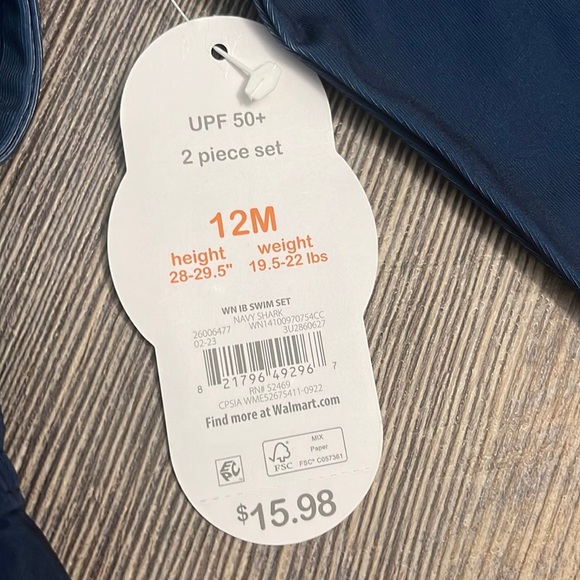 UPF 50+
2 piece set
12M
height weight
28-29.5" 19.5-22 lbs
WN IB SWIM SET
NAVY SHARK
26006477 WN14100970754CC
02-23 3U2860627
8 21796 49296 7
RN# 52469
CPSIA WMES2675411-0922
Find more at Walmart.com
FSC
MIX
Paper
FSC® C057361
$15.98